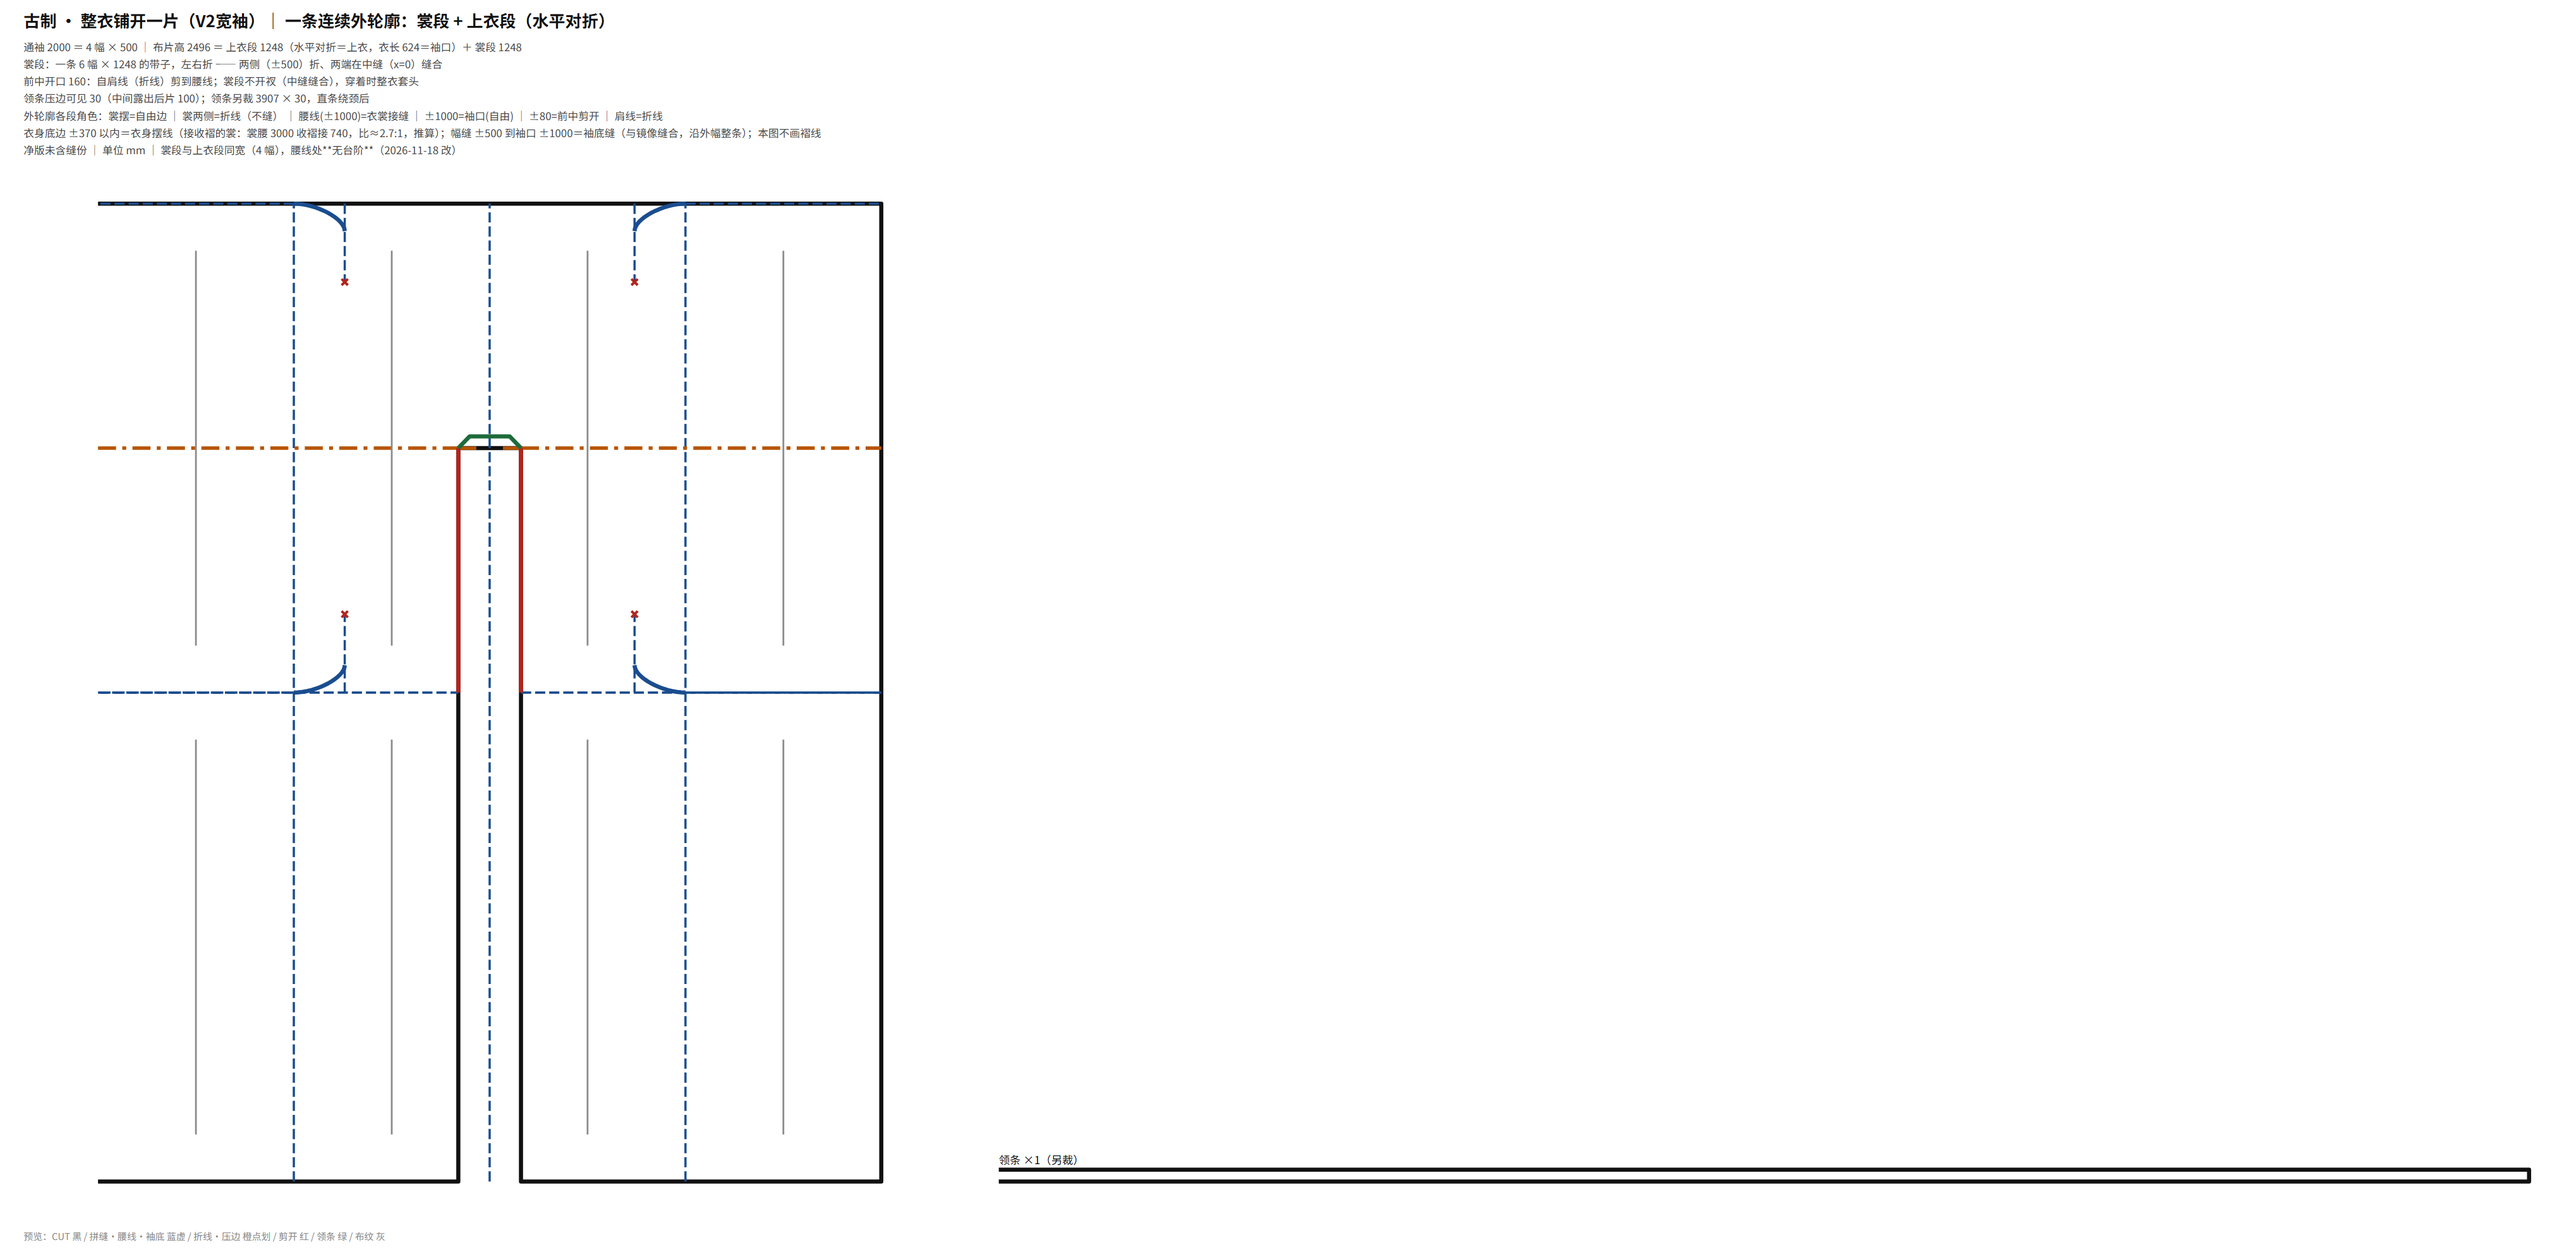 古制 · 整衣铺开一片（V2宽袖）｜ 一条连续外轮廓：裳段 + 上衣段（水平对折）
通袖 2000 ＝ 4 幅 × 500 ｜ 布片高 2496 ＝ 上衣段 1248（水平对折＝上衣，衣长 624＝袖口）＋ 裳段 1248
裳段：一条 6 幅 × 1248 的带子，左右折 —— 两侧（±500）折、两端在中缝（x=0）缝合
前中开口 160：自肩线（折线）剪到腰线；裳段不开衩（中缝缝合），穿着时整衣套头
领条压边可见 30（中间露出后片 100）；领条另裁 3907 × 30，直条绕颈后
外轮廓各段角色：裳摆=自由边 ｜ 裳两侧=折线（不缝） ｜ 腰线(±1000)=衣裳接缝 ｜ ±1000=袖口(自由) ｜ ±80=前中剪开 ｜ 肩线=折线
衣身底边 ±370 以内＝衣身摆线（接收褶的裳：裳腰 3000 收褶接 740，比≈2.7:1，推算）；幅缝 ±500 到袖口 ±1000＝袖底缝（与镜像缝合，沿外幅整条）；本图不画褶线
净版未含缝份 ｜ 单位 mm ｜ 裳段与上衣段同宽（4 幅），腰线处**无台阶**（2026-11-18 改）
领条 ×1（另裁）
预览：CUT 黑 / 拼缝·腰线·袖底 蓝虚 / 折线·压边 橙点划 / 剪开 红 / 领条 绿 / 布纹 灰